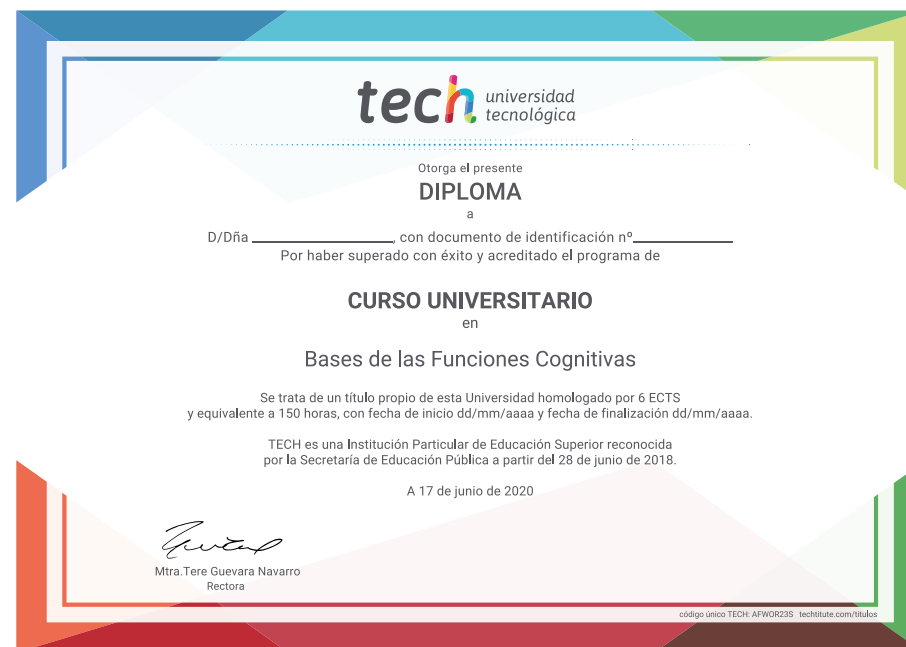 tech universidad
tecnológica
Otorga el presente
DIPLOMA
a
D/Dña ____________________, con documento de identificación nº______________
Por haber superado con éxito y acreditado el programa de
CURSO UNIVERSITARIO
en
Bases de las Funciones Cognitivas
Se trata de un título propio de esta Universidad homologado por 6 ECTS
y equivalente a 150 horas, con fecha de inicio dd/mm/aaaa y fecha de finalización dd/mm/aaaa.
TECH es una Institución Particular de Educación Superior reconocida
por la Secretaría de Educación Pública a partir del 28 de junio de 2018.
A 17 de junio de 2020
Mtra.Tere Guevara Navarro
Rectora
código único TECH: AFWOR23S techtitute.com/titulos